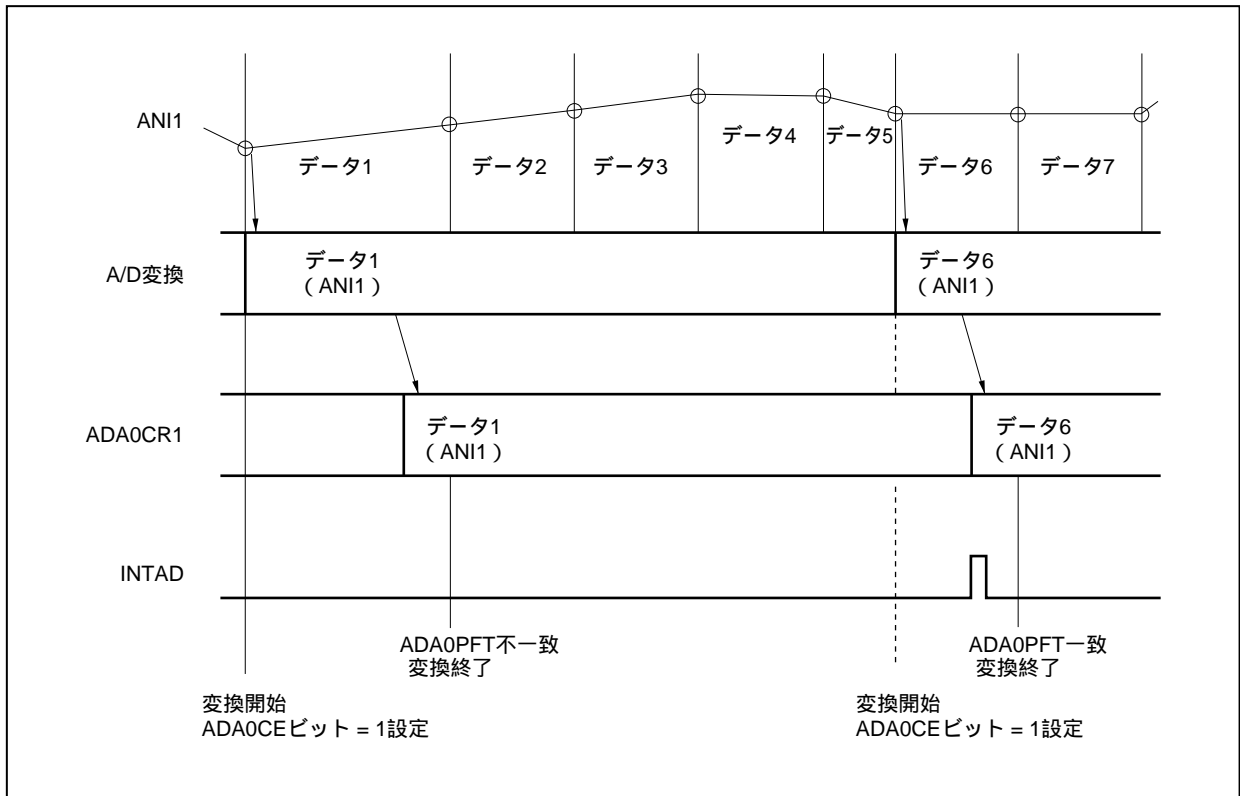 ANI1
データ1
データ2
データ3
データ4
データ5
データ6
データ7
A/D変換
データ1
（ANI1）
データ6
（ANI1）
ADA0CR1
データ1
（ANI1）
データ6
（ANI1）
INTAD
ADA0PFT不一致
変換終了
ADA0PFT一致
変換終了
変換開始
ADA0CEビット = 1設定
変換開始
ADA0CEビット = 1設定